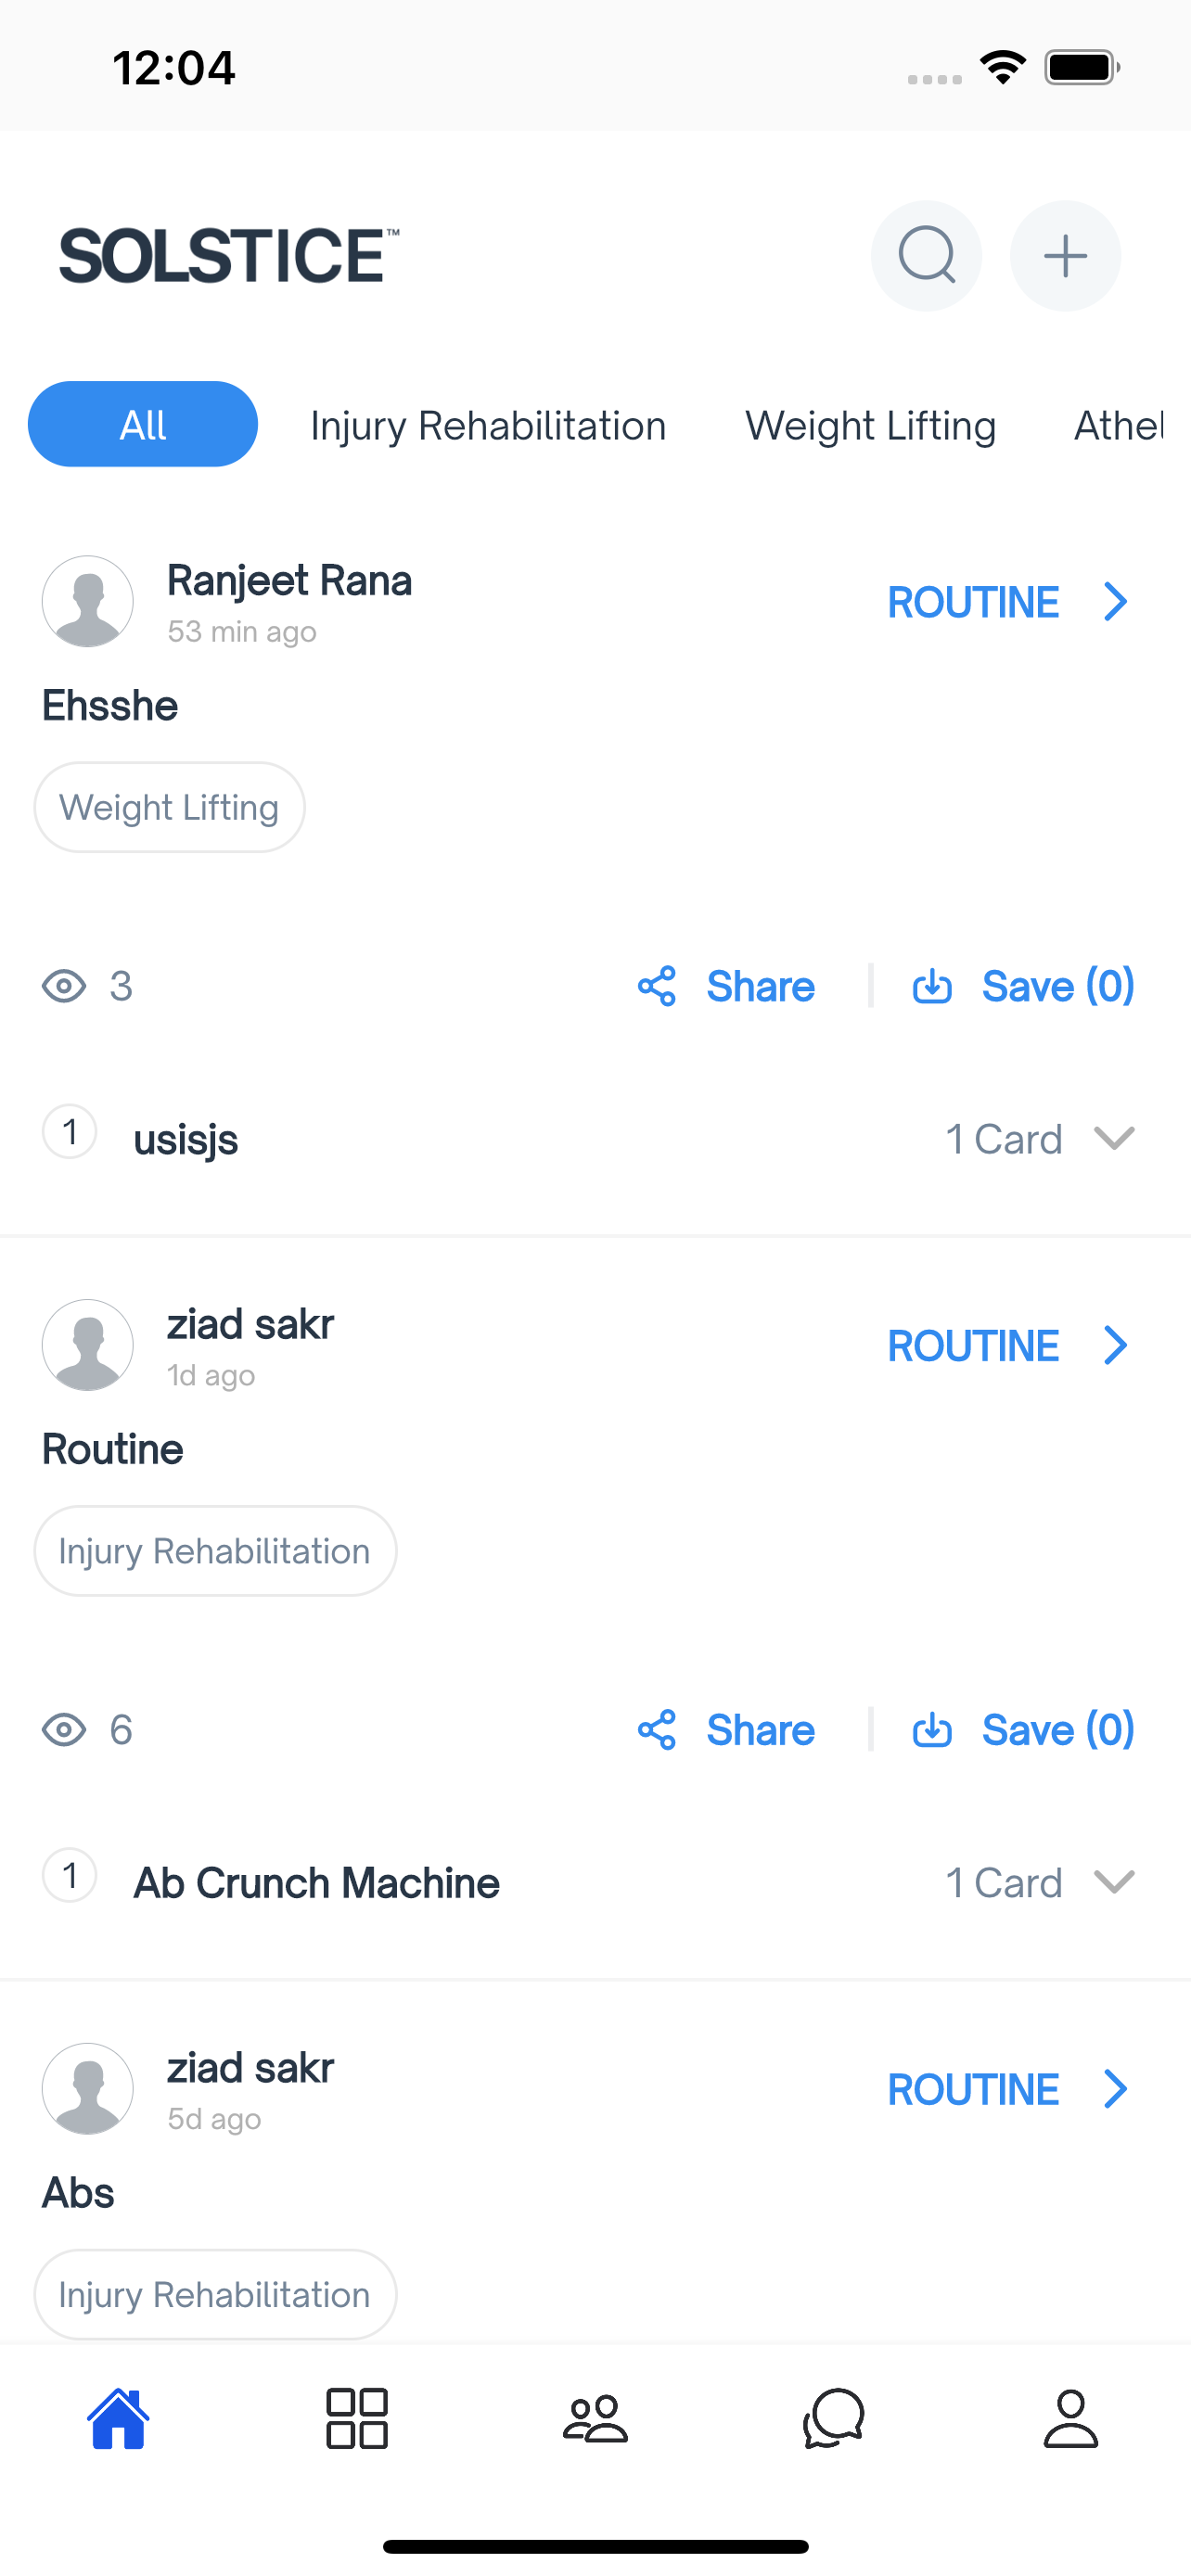 12:04
SOLSTICE™
All Injury Rehabilitation Weight Lifting Athel
Ranjeet Rana
53 min ago
ROUTINE
Ehsshe
Weight Lifting
3 Share Save (0)
1 usisjs 1 Card
ziad sakr
1d ago
ROUTINE
Routine
Injury Rehabilitation
6 Share Save (0)
1 Ab Crunch Machine 1 Card
ziad sakr
5d ago
ROUTINE
Abs
Injury Rehabilitation